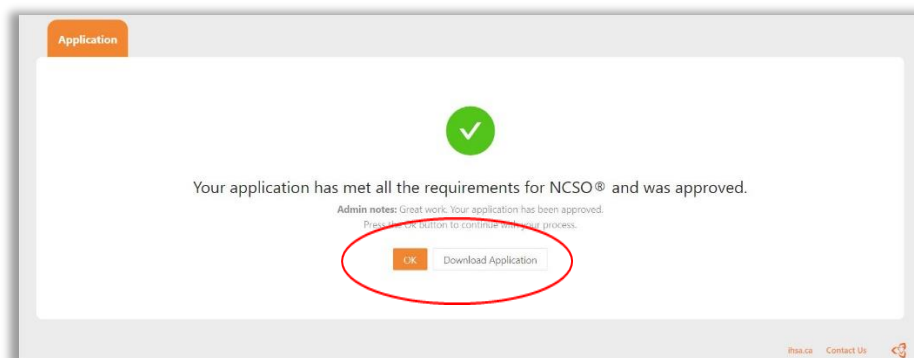 Application
Your application has met all the requirements for NCSO® and was approved.
Admin notes: Great work. Your application has been approved.
Press the OK button to continue with your process.
OK Download Application
ihsa.ca Contact Us